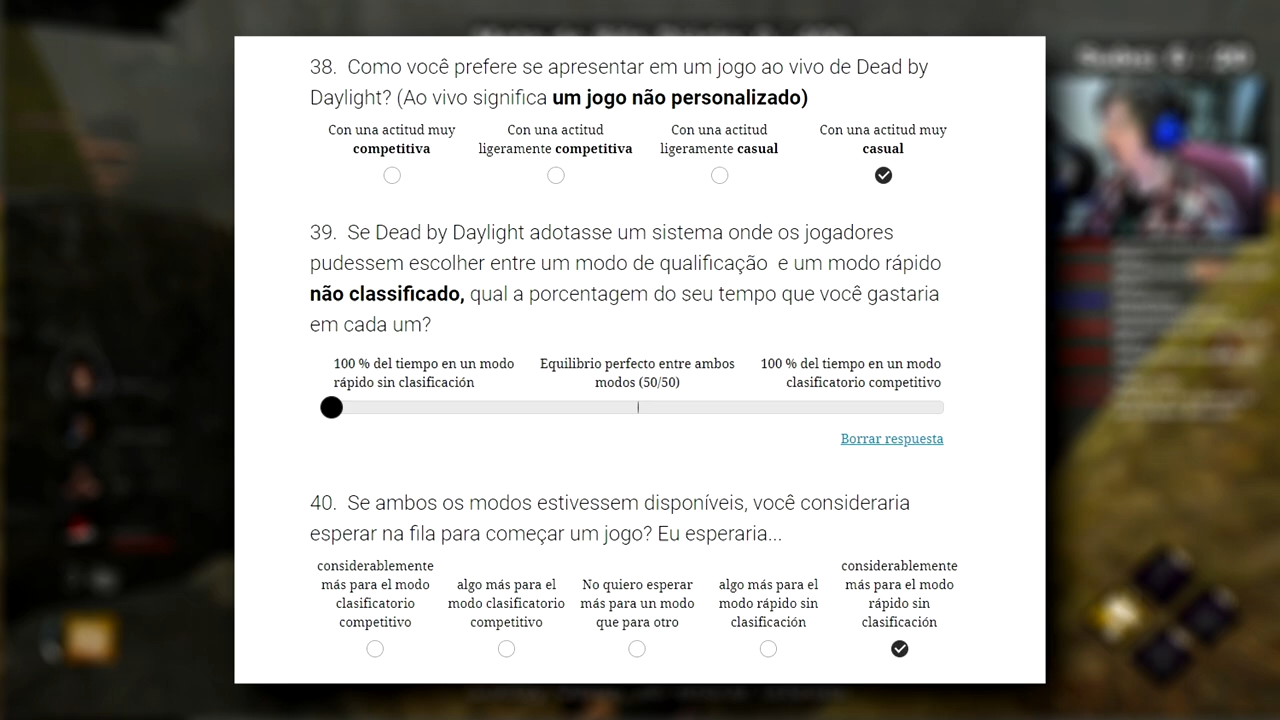 38. Como você prefere se apresentar em um jogo ao vivo de Dead by
Daylight? (Ao vivo significa um jogo não personalizado)
Con una actitud muy
competitiva
Con una actitud
ligeramente competitiva
Con una actitud
ligeramente casual
Con una actitud muy
casual
39. Se Dead by Daylight adotasse um sistema onde os jogadores
pudessem escolher entre um modo de qualificação e um modo rápido
não classificado, qual a porcentagem do seu tempo que você gastaria
em cada um?
100 % del tiempo en un modo
rápido sin clasificación
Equilibrio perfecto entre ambos
modos (50/50)
100 % del tiempo en un modo
clasificatorio competitivo
Borrar respuesta
40. Se ambos os modos estivessem disponíveis, você consideraria
esperar na fila para começar um jogo? Eu esperaria...
considerablemente
más para el modo
clasificatorio
competitivo
algo más para el
modo clasificatorio
competitivo
No quiero esperar
más para un modo
que para otro
algo más para el
modo rápido sin
clasificación
considerablemente
más para el modo
rápido sin
clasificación